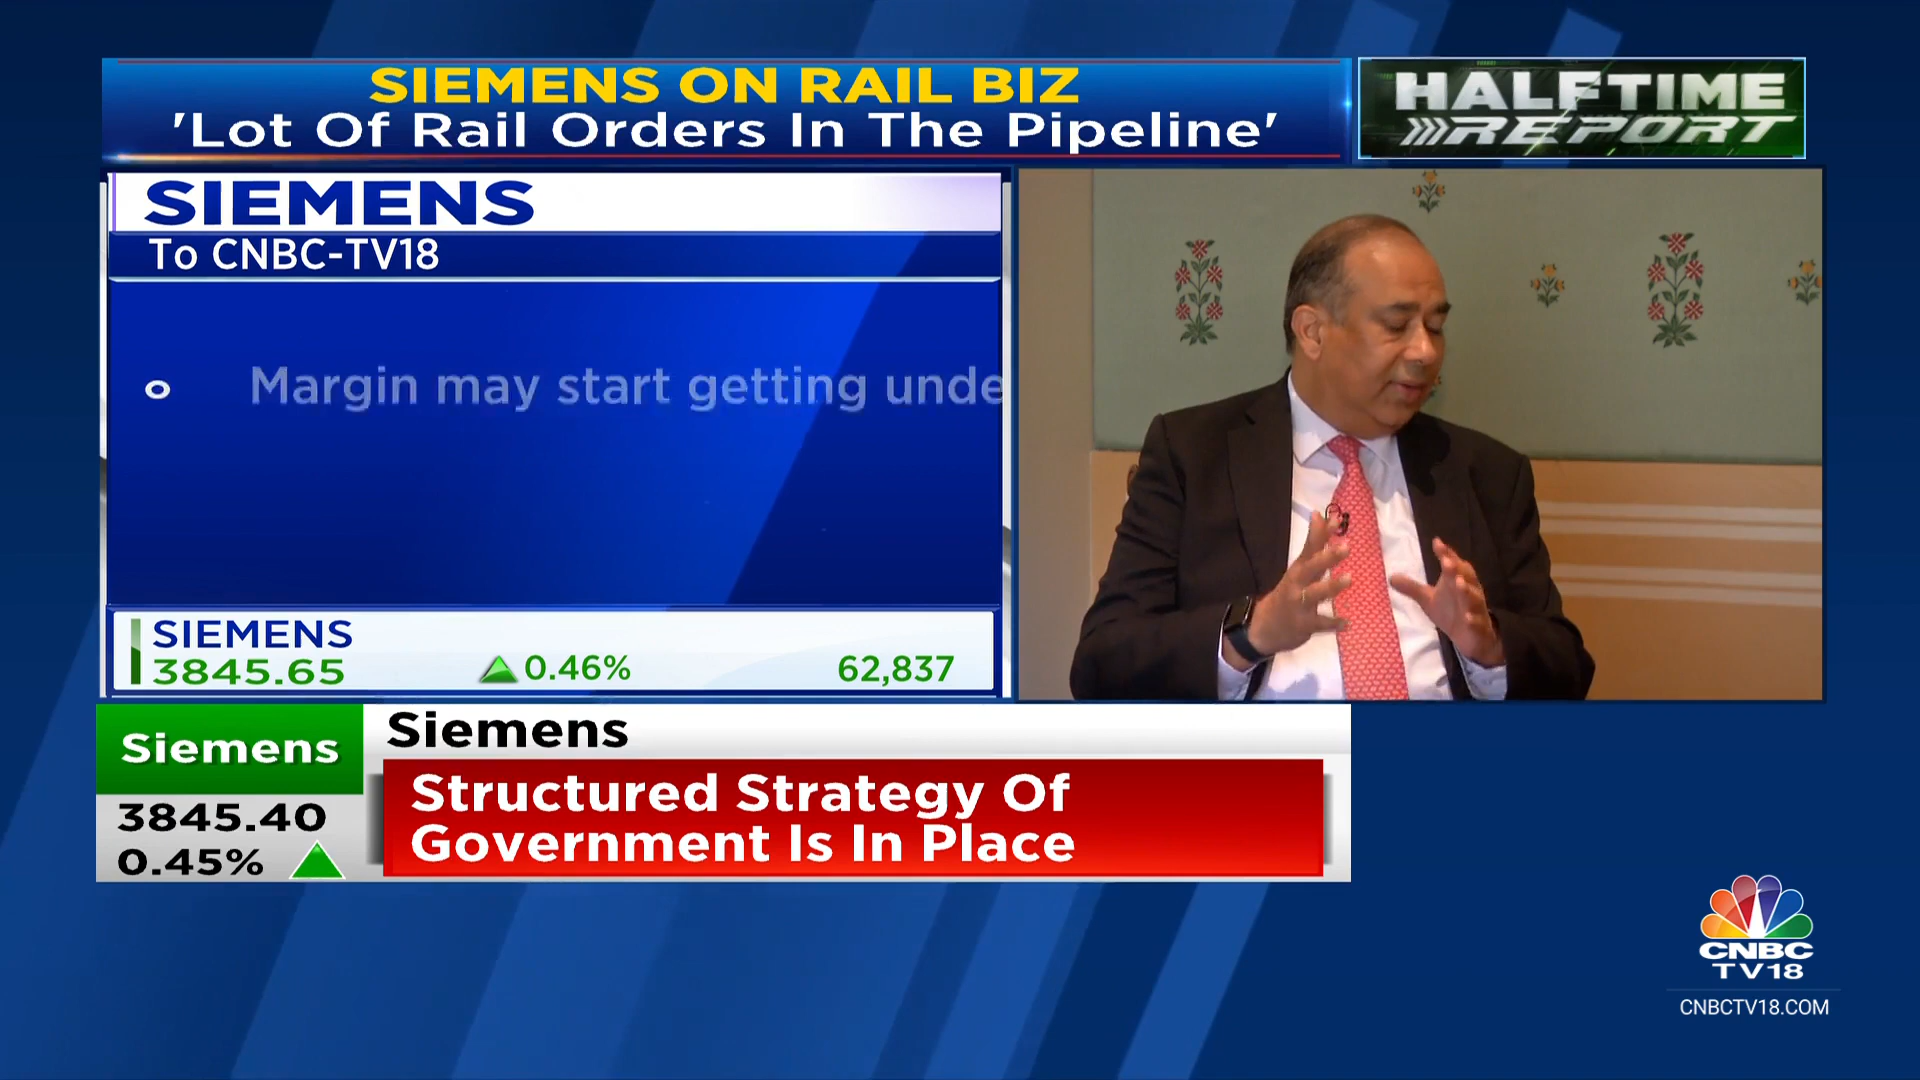 SIEMENS ON RAIL BIZ
'Lot Of Rail Orders In The Pipeline'
HALFTIME
REPORT
SIEMENS
To CNBC-TV18
Margin may start getting unde
SIEMENS
3845.65 0.46% 62,837
Siemens
3845.40
0.45%
Siemens
Structured Strategy Of
Government Is In Place
CNBC
TV18
CNBCTV18.COM